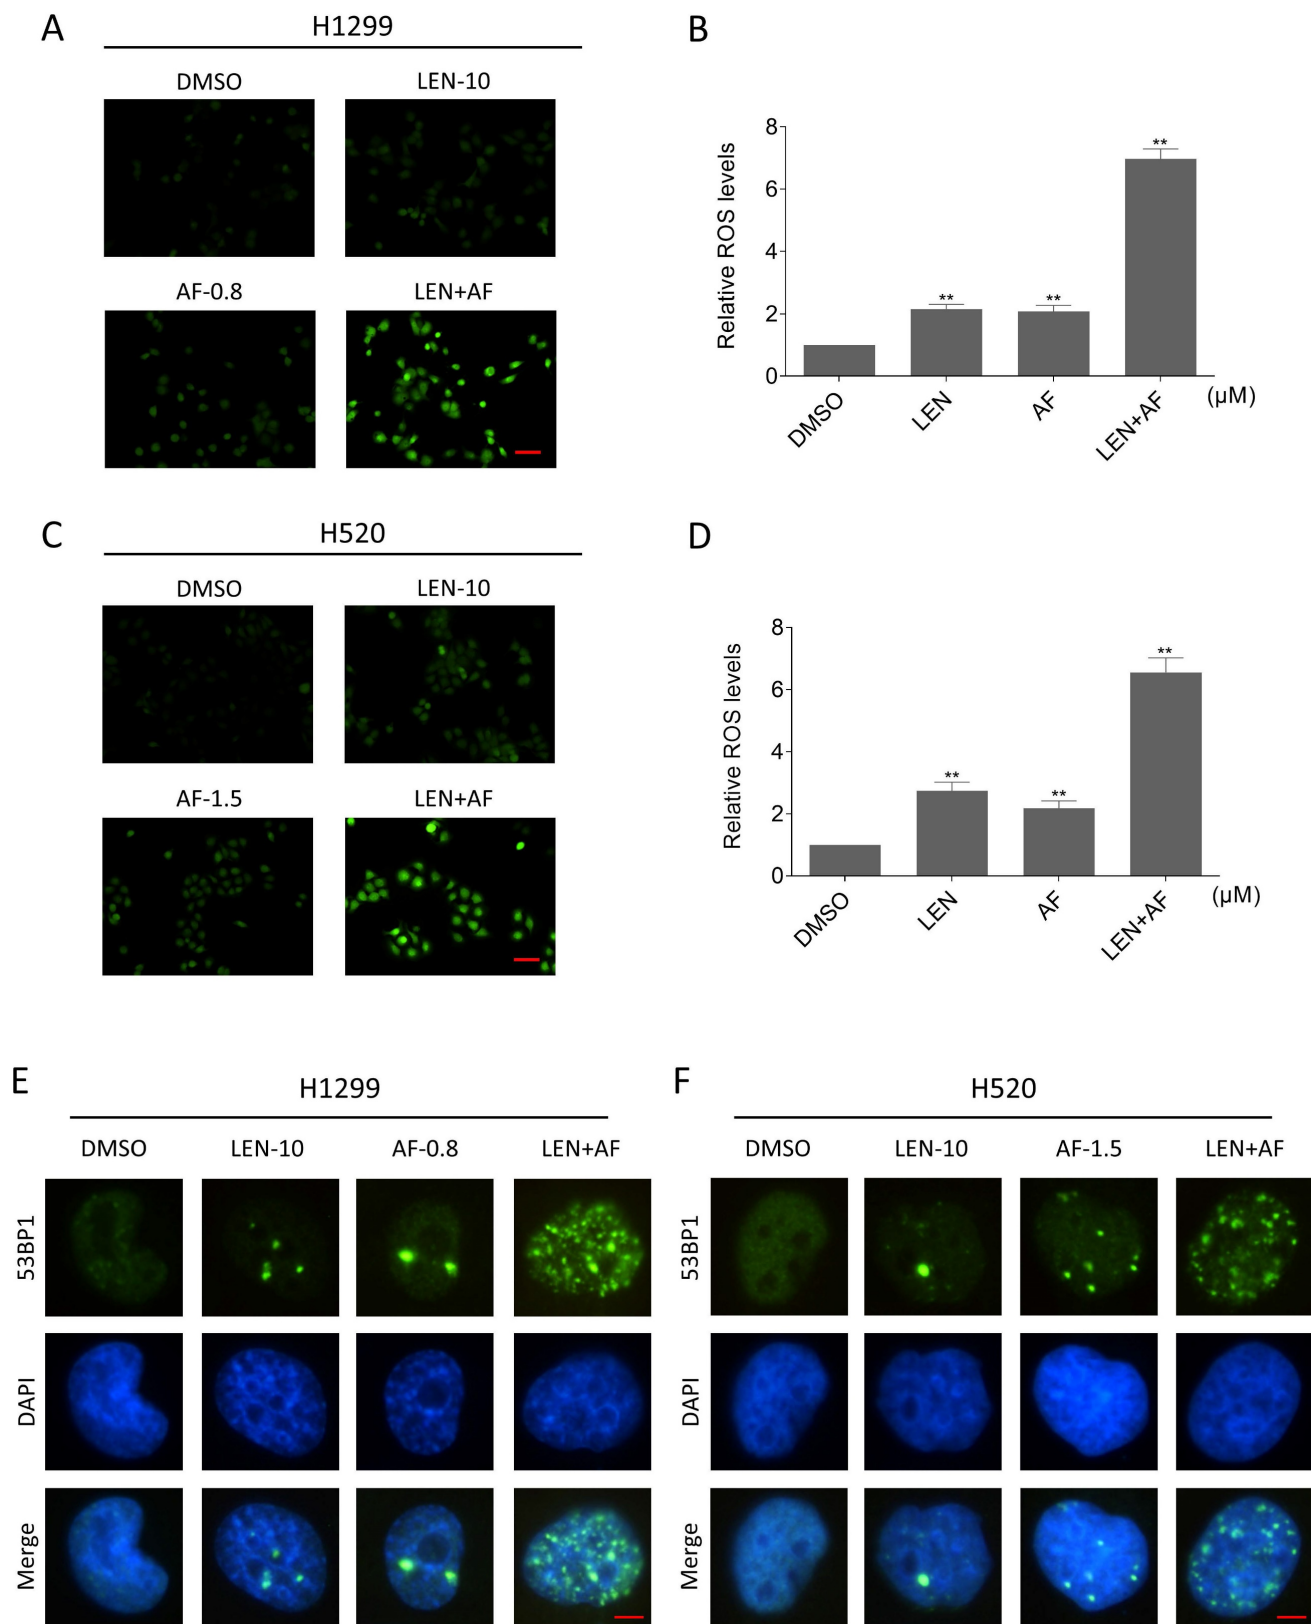 A
H1299
DMSO
LEN-10
AF-0.8
LEN+AF
B
Relative ROS levels
8
6
4
2
0
DMSO
LEN
AF
LEN+AF
(µM)
**
**
**
C
H520
DMSO
LEN-10
AF-1.5
LEN+AF
D
Relative ROS levels
8
6
4
2
0
DMSO
LEN
AF
LEN+AF
(µM)
**
**
**
E
H1299
DMSO
LEN-10
AF-0.8
LEN+AF
53BP1
DAPI
Merge
F
H520
DMSO
LEN-10
AF-1.5
LEN+AF
53BP1
DAPI
Merge